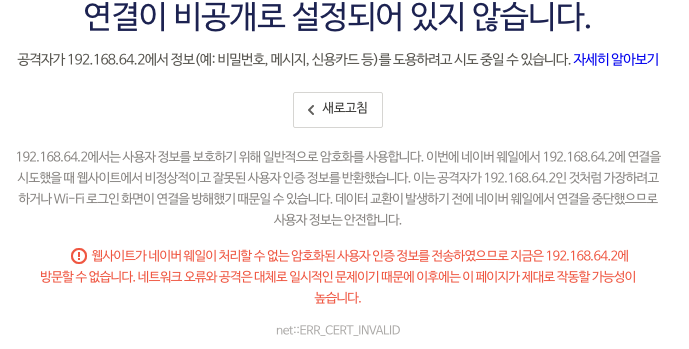 연결이 비공개로 설정되어 있지 않습니다.
공격자가 192.168.64.2에서 정보(예: 비밀번호, 메시지, 신용카드 등)를 도용하려고 시도 중일 수 있습니다. 자세히 알아보기
새로고침
192.168.64.2에서는 사용자 정보를 보호하기 위해 일반적으로 암호화를 사용합니다. 이번에 네이버 웨일에서 192.168.64.2에 연결을
시도했을 때 웹사이트에서 비정상적이고 잘못된 사용자 인증 정보를 반환했습니다. 이는 공격자가 192.168.64.2인 것처럼 가장하려고
하거나 Wi-Fi 로그인 화면이 연결을 방해했기 때문일 수 있습니다. 데이터 교환이 발생하기 전에 네이버 웨일에서 연결을 중단했으므로
사용자 정보는 안전합니다.
웹사이트가 네이버 웨일이 처리할 수 없는 암호화된 사용자 인증 정보를 전송하였으므로 지금은 192.168.64.2에
방문할 수 없습니다. 네트워크 오류와 공격은 대체로 일시적인 문제이기 때문에 이후에는 이 페이지가 제대로 작동할 가능성이
높습니다.
net::ERR_CERT_INVALID